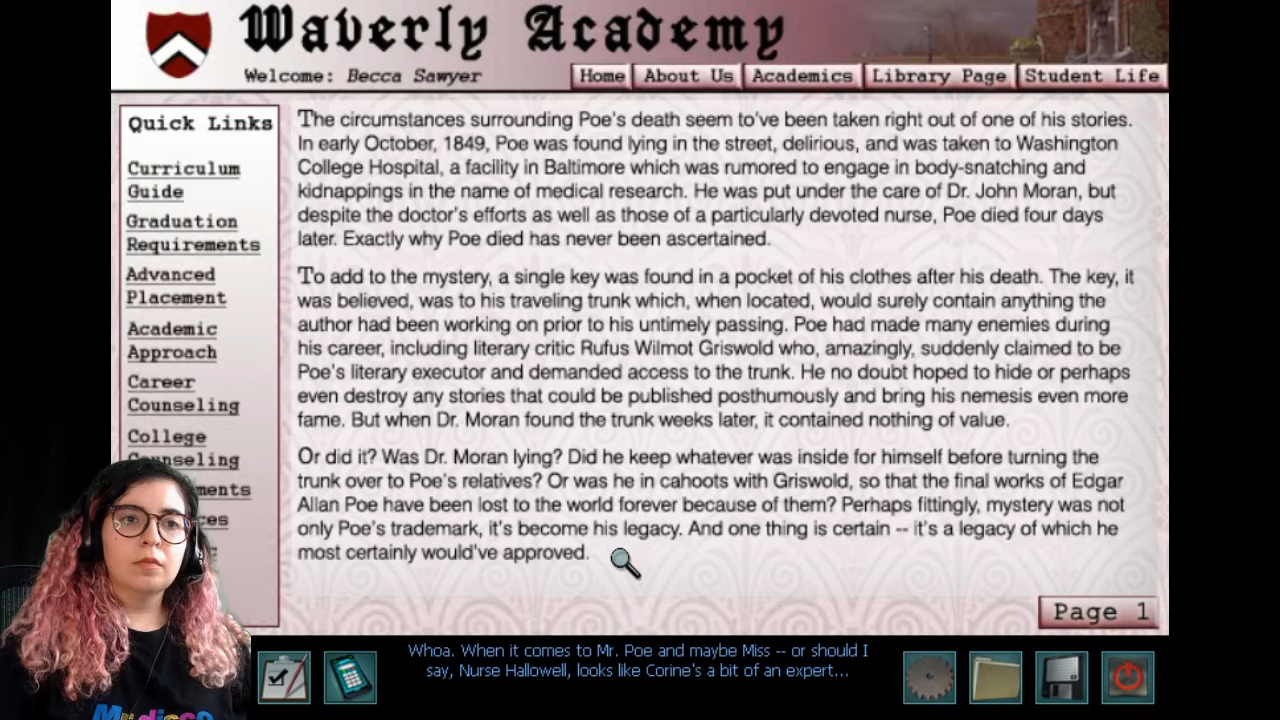 Waverly Academy
Welcome: Becca Sawyer
Home
About Us
Academics
Library Page
Student Life
Quick Links
Curriculum
Guide
Graduation
Requirements
Advanced
Placement
Academic
Approach
Career
Counseling
College
Counseling
The circumstances surrounding Poe's death seem to've been taken right out of one of his stories.
In early October, 1849, Poe was found lying in the street, delirious, and was taken to Washington
College Hospital, a facility in Baltimore which was rumored to engage in body-snatching and
kidnappings in the name of medical research. He was put under the care of Dr. John Moran, but
despite the doctor's efforts as well as those of a particularly devoted nurse, Poe died four days
later. Exactly why Poe died has never been ascertained.
To add to the mystery, a single key was found in a pocket of his clothes after his death. The key, it
was believed, was to his traveling trunk which, when located, would surely contain anything the
author had been working on prior to his untimely passing. Poe had made many enemies during
his career, including literary critic Rufus Wilmot Griswold who, amazingly, suddenly claimed to be
Poe's literary executor and demanded access to the trunk. He no doubt hoped to hide or perhaps
even destroy any stories that could be published posthumously and bring his nemesis even more
fame. But when Dr. Moran found the trunk weeks later, it contained nothing of value.
Or did it? Was Dr. Moran lying? Did he keep whatever was inside for himself before turning the
trunk over to Poe's relatives? Or was he in cahoots with Griswold, so that the final works of Edgar
Allan Poe have been lost to the world forever because of them? Perhaps fittingly, mystery was not
only Poe's trademark, it's become his legacy. And one thing is certain -- it's a legacy of which he
most certainly would've approved.
Page 1
Whoa. When it comes to Mr. Poe and maybe Miss -- or should I
say, Nurse Hallowell, looks like Corine's a bit of an expert...